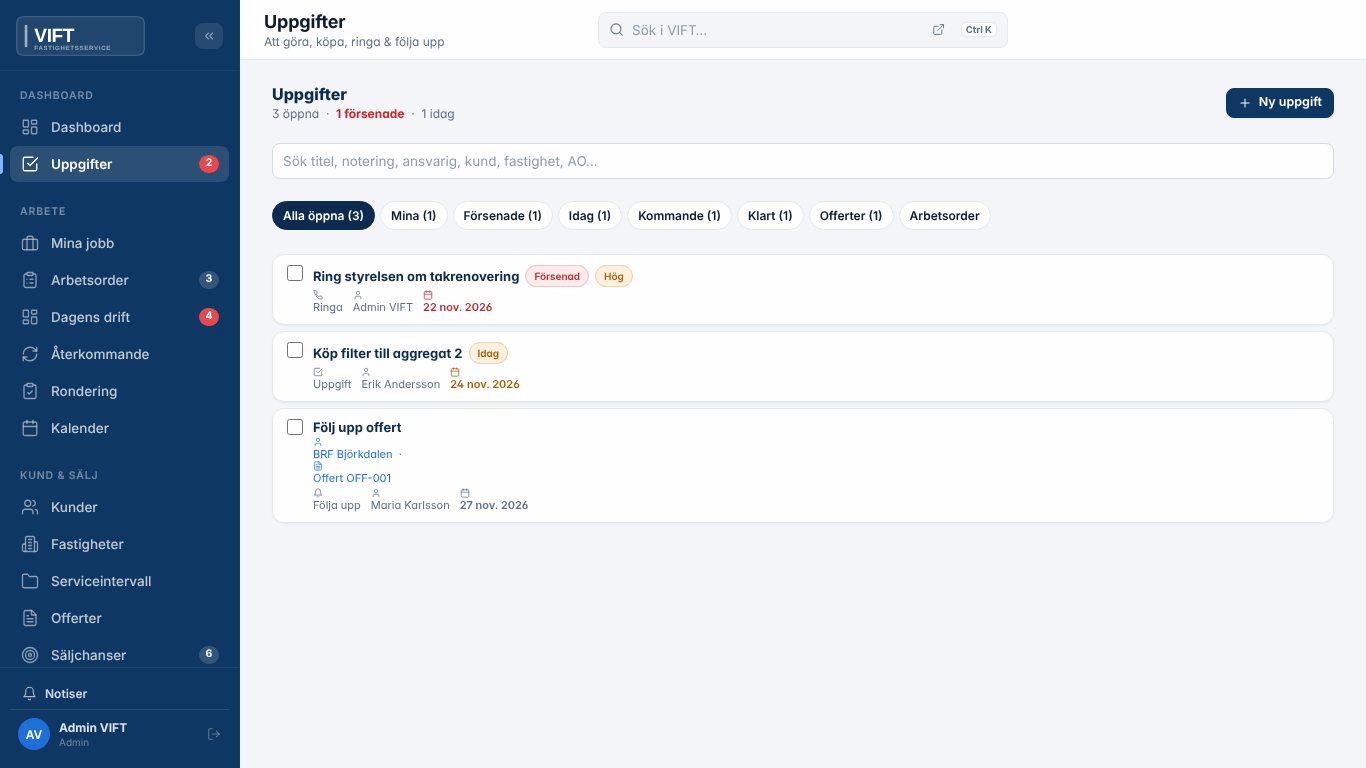 VIFT
FASTIGHETSSERVICE
DASHBOARD
Dashboard
Uppgifter 2
ARBETE
Mina jobb
Arbetsorder 3
Dagens drift 4
Återkommande
Rondering
Kalender
KUND & SÄLJ
Kunder
Fastigheter
Serviceintervall
Offerter
Säljchanser 6
Notiser
AV
Admin VIFT
Admin
Uppgifter
Att göra, köpa, ringa & följa upp
Sök i VIFT... Ctrl K
Uppgifter
3 öppna · 1 försenade · 1 idag
+ Ny uppgift
Sök titel, notering, ansvarig, kund, fastighet, AO...
Alla öppna (3) Mina (1) Försenade (1) Idag (1) Kommande (1) Klart (1) Offerter (1) Arbetsorder
Ring styrelsen om takrenovering Försenad Hög
Ringa Admin VIFT 22 nov. 2026
Köp filter till aggregat 2 Idag
Uppgift Erik Andersson 24 nov. 2026
Följ upp offert
BRF Björkdalen ·
Offert OFF-001
Följa upp Maria Karlsson 27 nov. 2026